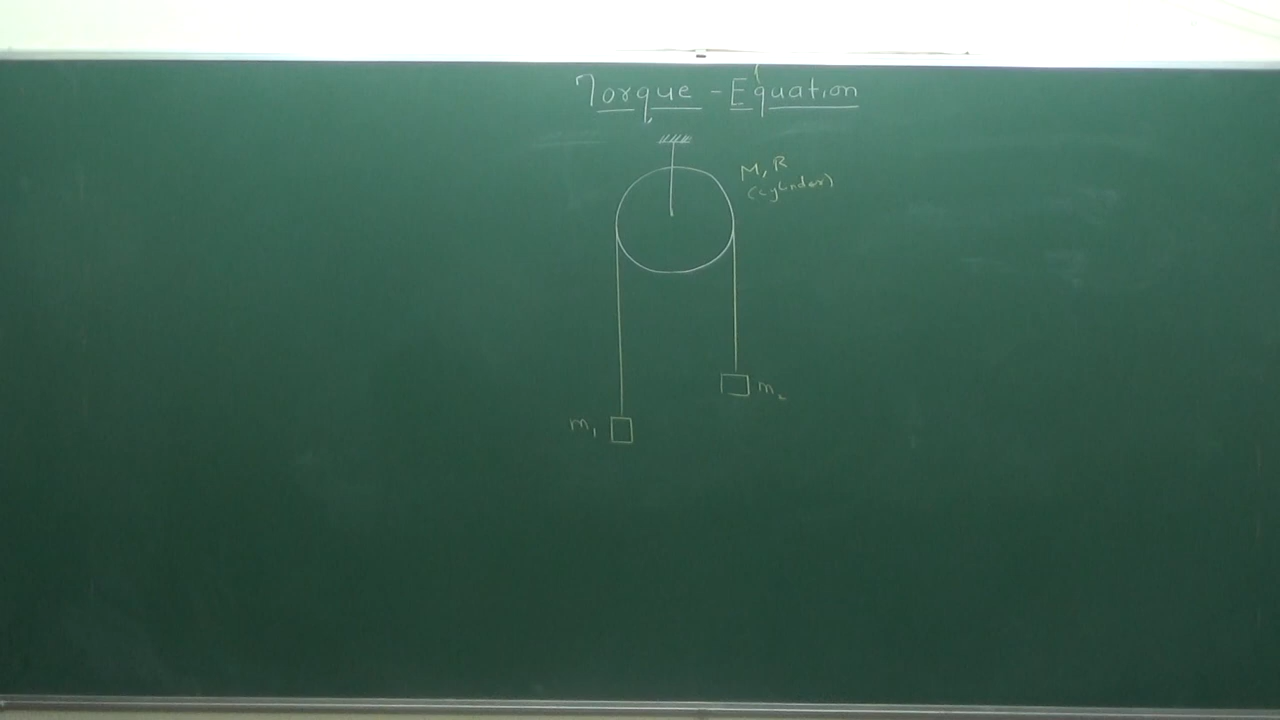 Torque - Equation
M, R
(cylinder)
m₂
m₁